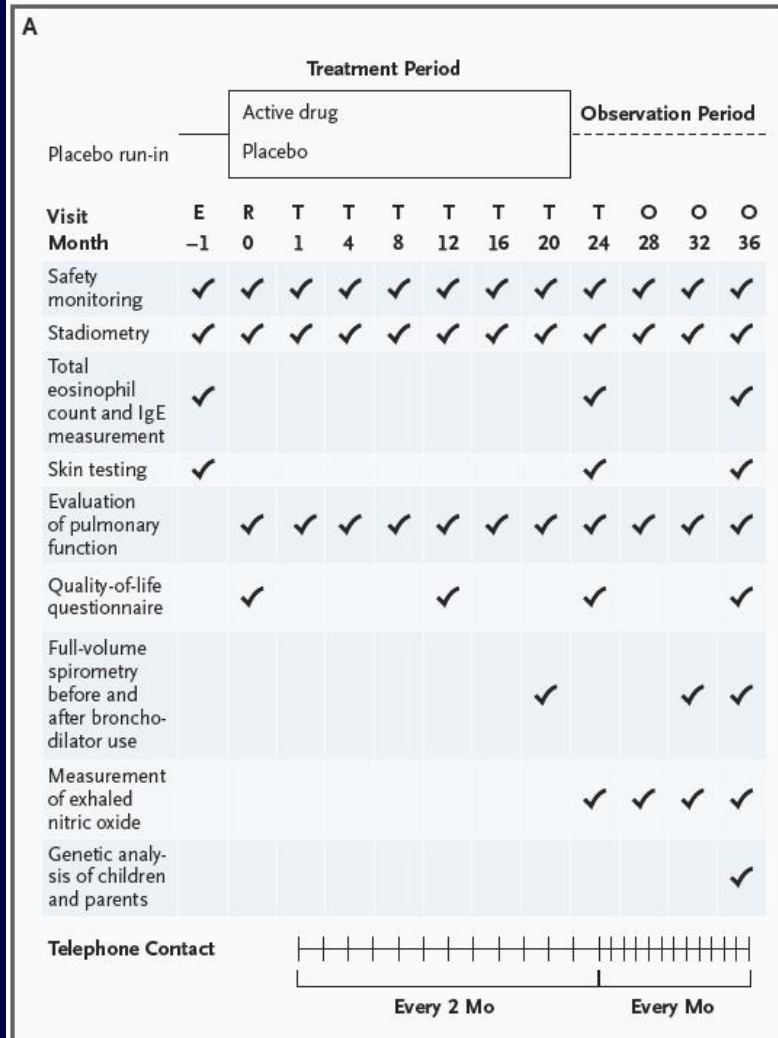 A
Treatment Period
Active drug
Observation Period
Placebo run-in
Placebo
Visit E R T T T T T T T O O O
Month −1 0 1 4 8 12 16 20 24 28 32 36
Safety
monitoring ✓ ✓ ✓ ✓ ✓ ✓ ✓ ✓ ✓ ✓ ✓ ✓
Stadiometry ✓ ✓ ✓ ✓ ✓ ✓ ✓ ✓ ✓ ✓ ✓ ✓
Total
eosinophil
count and IgE ✓ ✓ ✓
measurement
Skin testing ✓ ✓ ✓
Evaluation
of pulmonary ✓ ✓ ✓ ✓ ✓ ✓ ✓ ✓ ✓ ✓ ✓
function
Quality-of-life
questionnaire ✓ ✓ ✓ ✓
Full-volume
spirometry
before and ✓ ✓ ✓
after broncho-
dilator use
Measurement
of exhaled ✓ ✓ ✓ ✓
nitric oxide
Genetic analy-
sis of children ✓
and parents
Telephone Contact
Every 2 Mo Every Mo